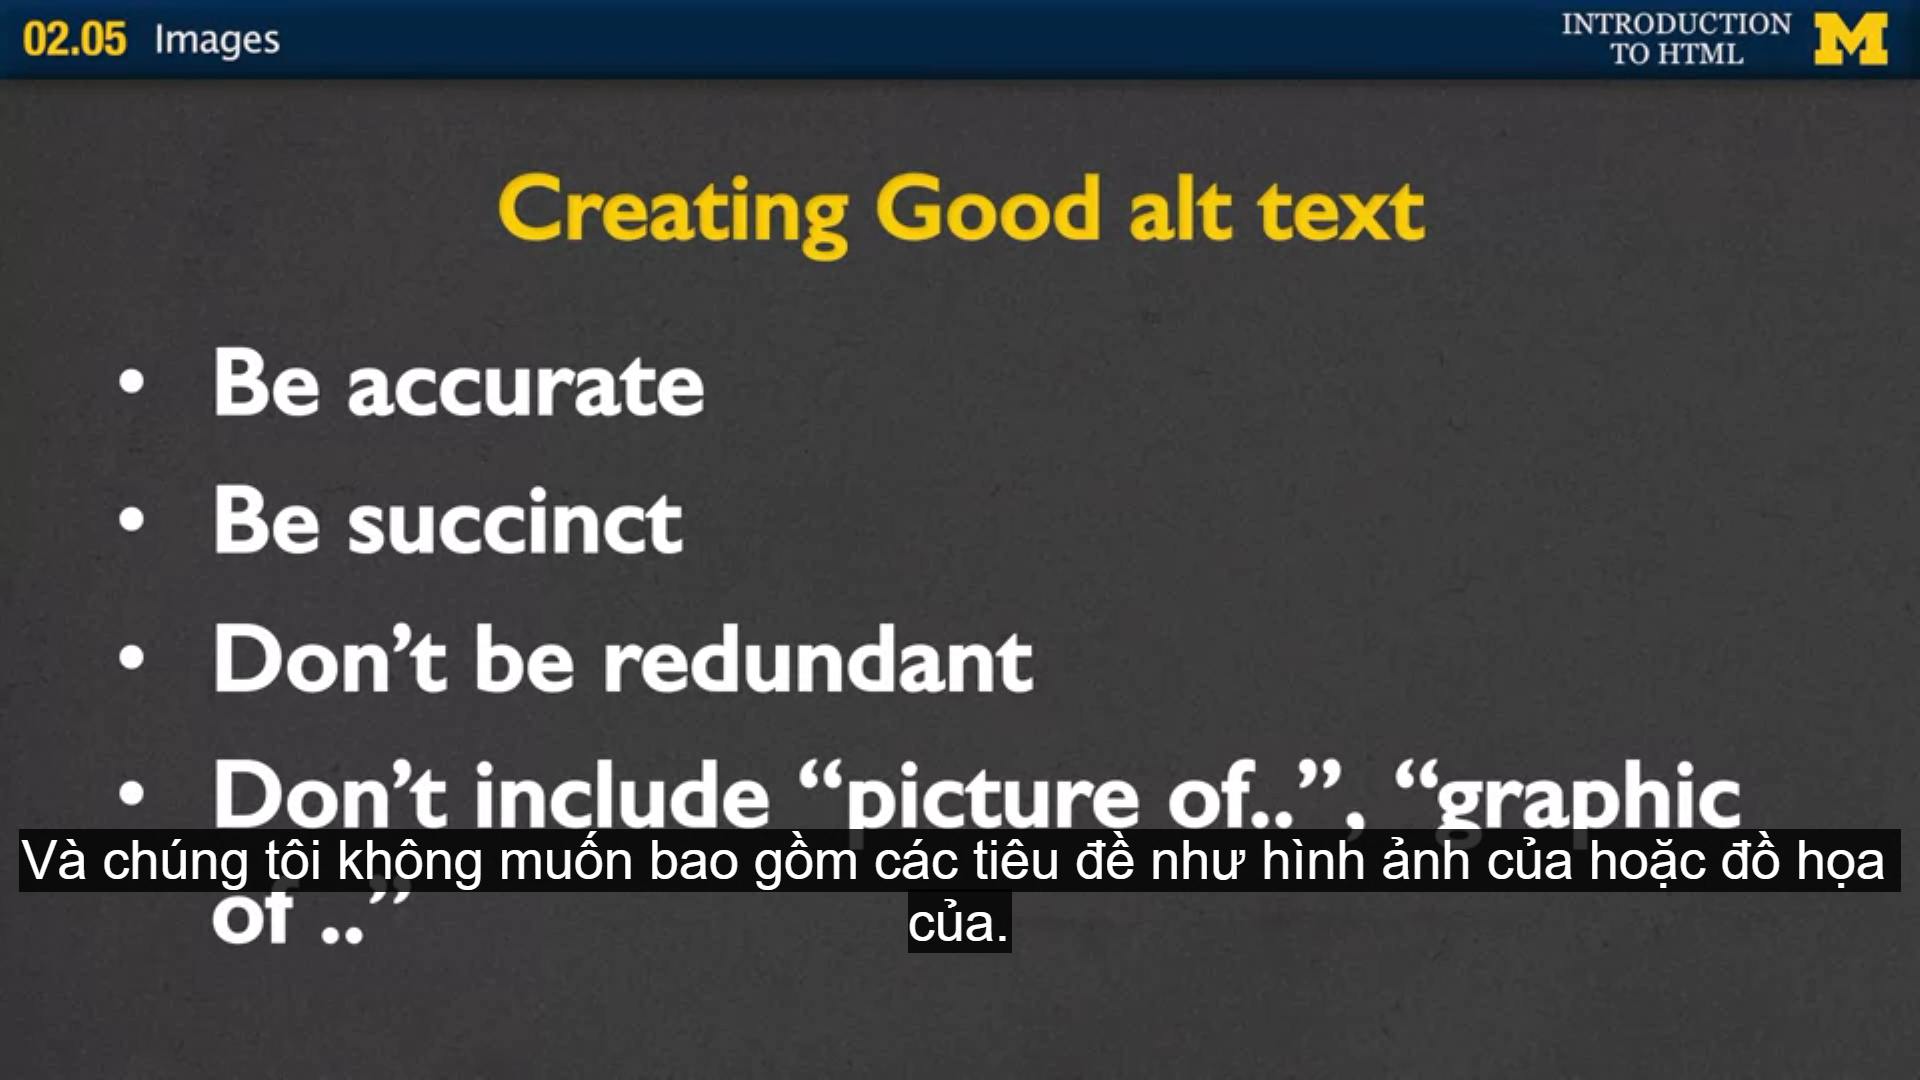 02.05 Images
INTRODUCTION
TO HTML
M
Creating Good alt text
• Be accurate
• Be succinct
• Don’t be redundant
• Don’t include “picture of..”, “graphic
of ..”
Và chúng tôi không muốn bao gồm các tiêu đề như hình ảnh của hoặc đồ họa
của.